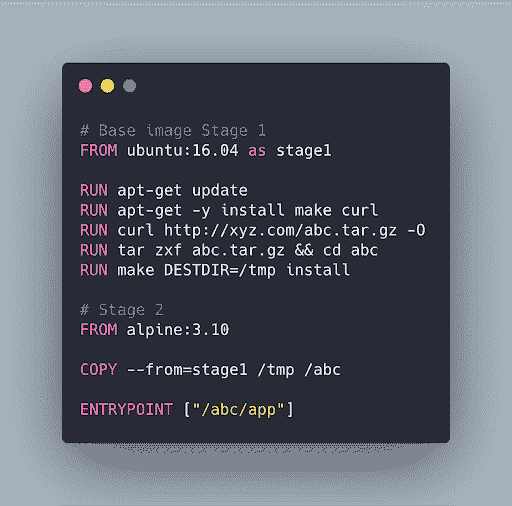 # Base image Stage 1
FROM ubuntu:16.04 as stage1
RUN apt-get update
RUN apt-get -y install make curl
RUN curl http://xyz.com/abc.tar.gz -O
RUN tar zxf abc.tar.gz && cd abc
RUN make DESTDIR=/tmp install
# Stage 2
FROM alpine:3.10
COPY --from=stage1 /tmp /abc
ENTRYPOINT ["/abc/app"]